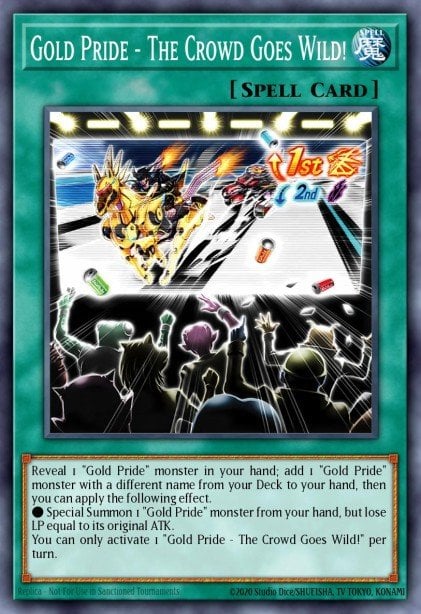 Gold Pride - The Crowd Goes Wild!
SPELL
魔
[ Spell Card ]
1st
2nd
Reveal 1 "Gold Pride" monster in your hand; add 1 "Gold Pride"
monster with a different name from your Deck to your hand, then
you can apply the following effect.
● Special Summon 1 "Gold Pride" monster from your hand, but lose
LP equal to its original ATK.
You can only activate 1 "Gold Pride - The Crowd Goes Wild!" per
turn.
Replica - Not For Use in Sanctioned Tournaments
©2020 Studio Dice/SHUEISHA, TV TOKYO, KONAMI